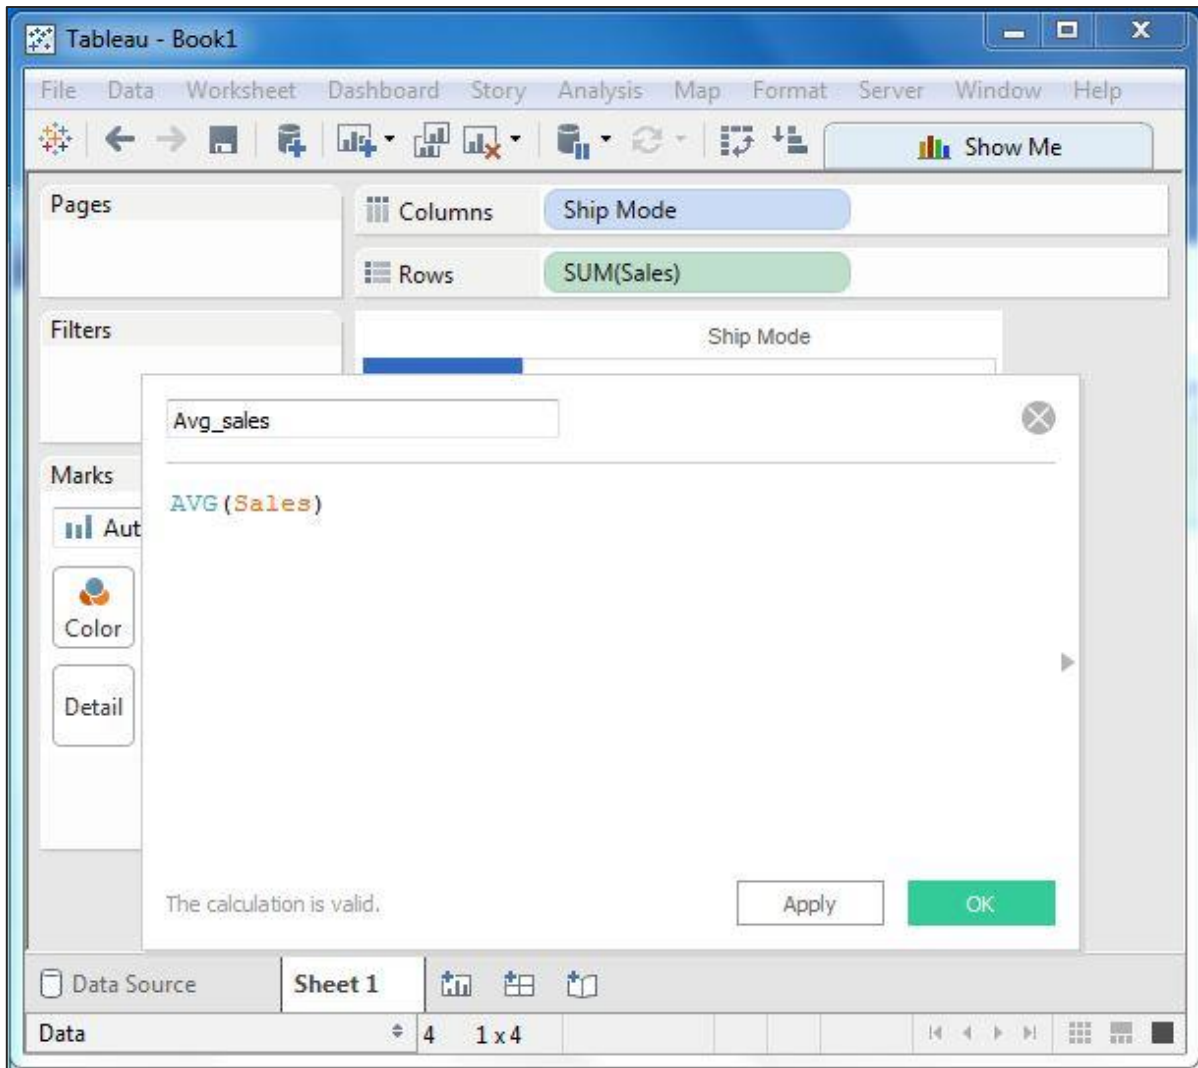 Tableau - Book1
File Data Worksheet Dashboard Story Analysis Map Format Server Window Help
Show Me
Pages
Columns Ship Mode
Rows SUM(Sales)
Filters
Ship Mode
Avg_sales
Marks
AVG(Sales)
Aut
Color
Detail
The calculation is valid. Apply OK
Data Source Sheet 1
Data 4 1 x 4